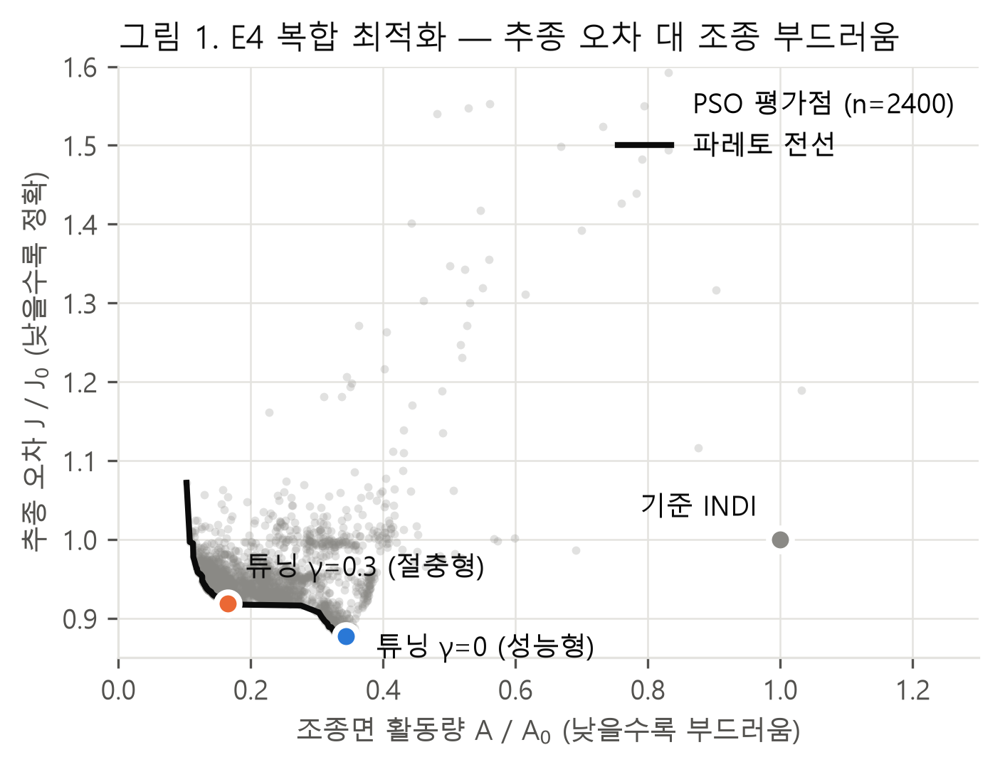 그림 1. E4 복합 최적화 — 추종 오차 대 조종 부드러움
추종 오차 J / J₀ (낮을수록 정확)
1.6
1.5
1.4
1.3
1.2
1.1
1.0
0.9
PSO 평가점 (n=2400)
파레토 전선
기준 INDI
튜닝 γ=0.3 (절충형)
튜닝 γ=0 (성능형)
0.0 0.2 0.4 0.6 0.8 1.0 1.2
조종면 활동량 A / A₀ (낮을수록 부드러움)